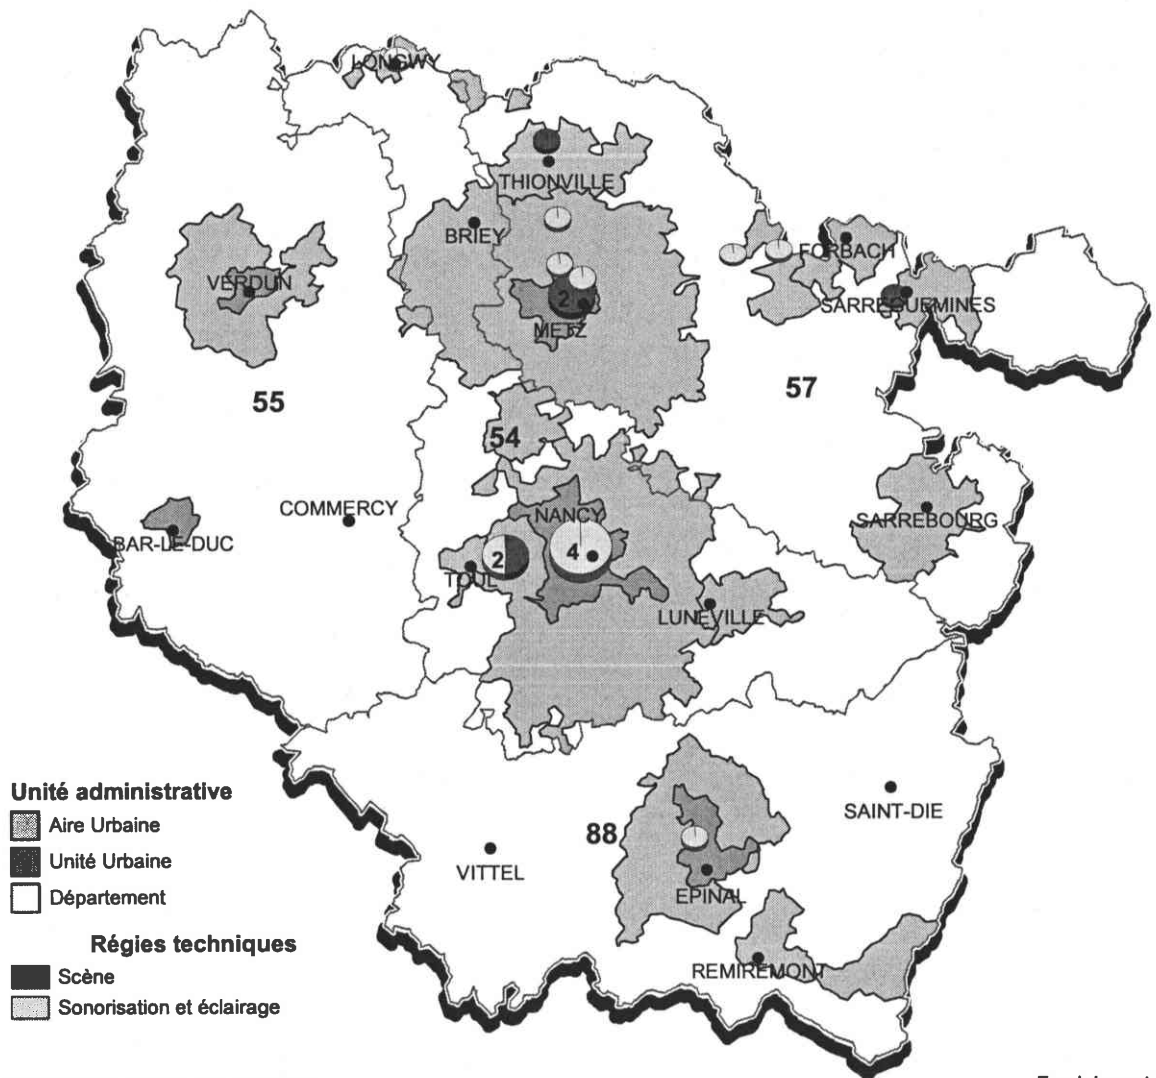 LONGWY
THIONVILLE
BRIEY
FORBACH
VERDUN
SARREGUEMINES
2
METZ
55
57
54
COMMERCY
NANCY
SARREBOURG
BAR-LE-DUC
2
4
TOUL
LUNEVILLE
Unité administrative
Aire Urbaine
SAINT-DIE
88
Unité Urbaine
VITTEL
Département
EPINAL
Régies techniques
REMIREMONT
Scène
Sonorisation et éclairage